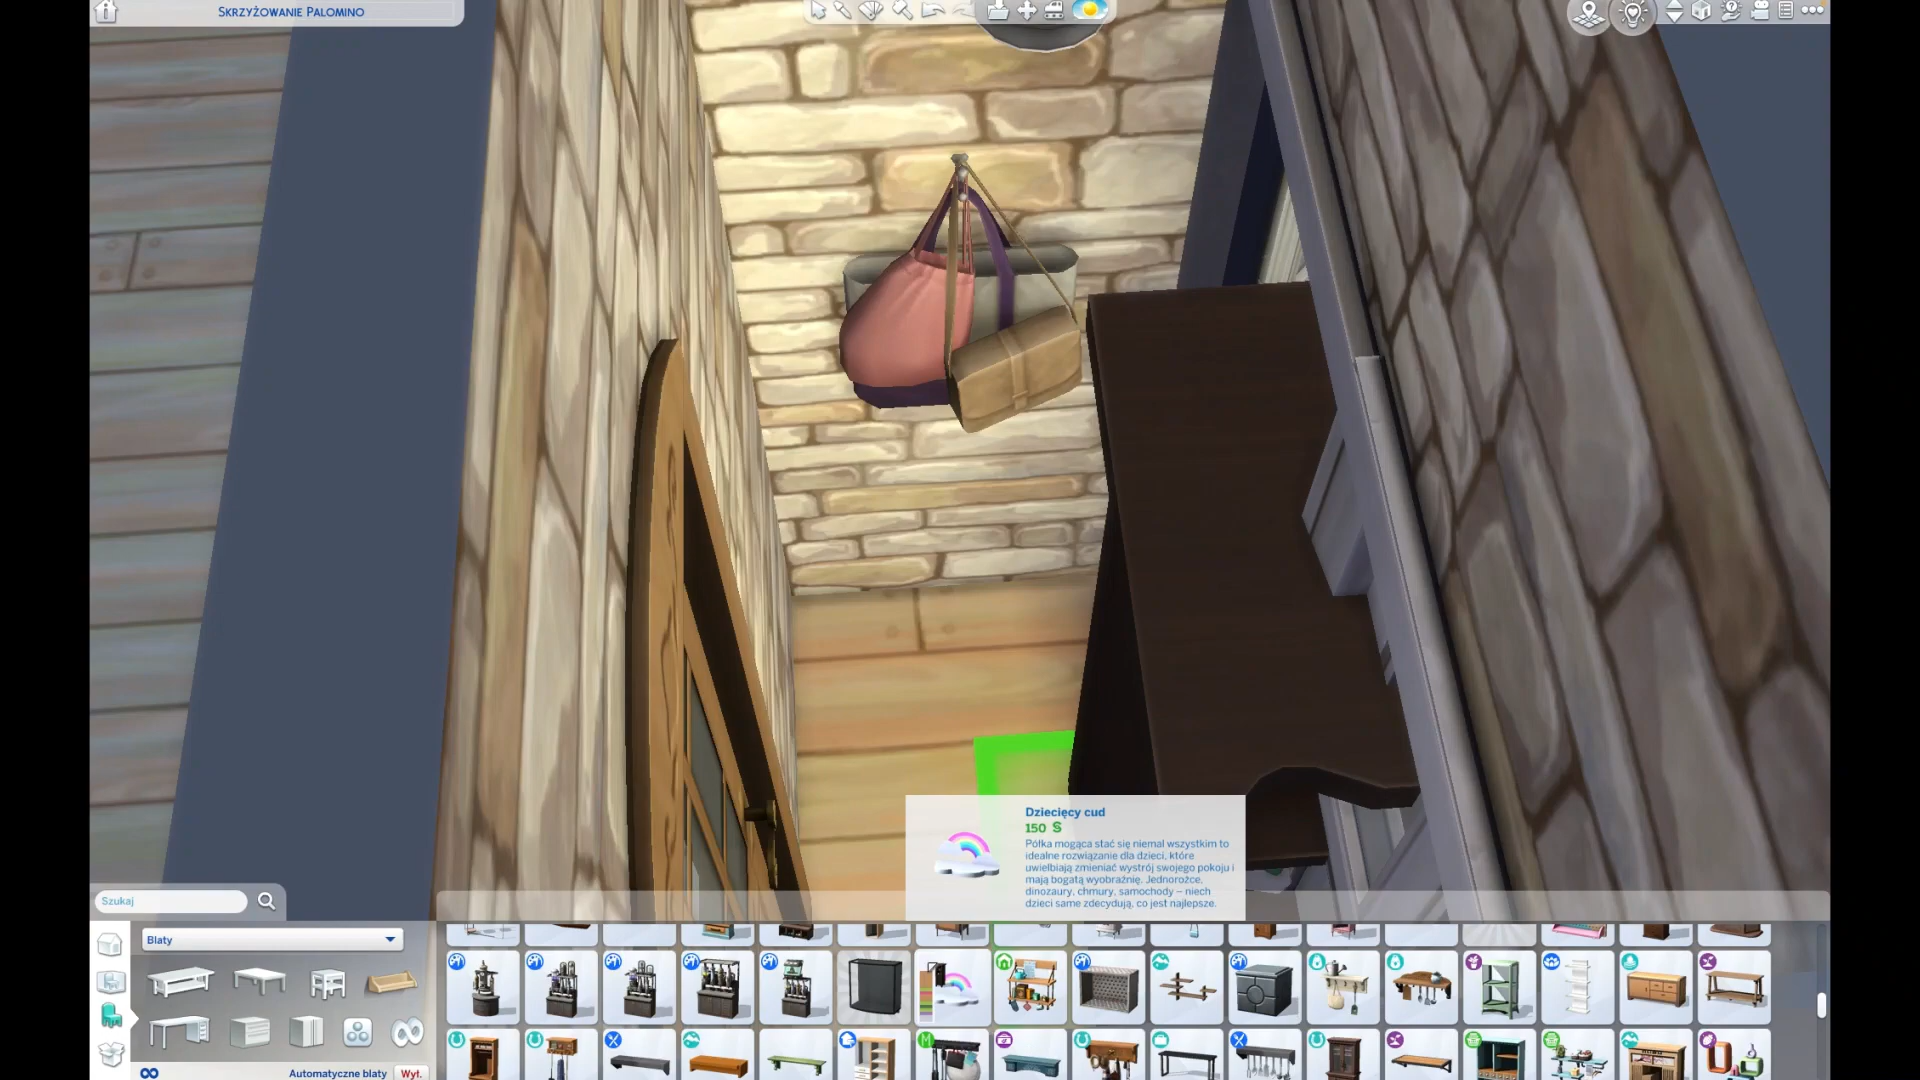 Skrzyżowanie Palomino
Dziecięcy cud
150 §
Półka mogąca stać się niemal wszystkim to
idealne rozwiązanie dla dzieci, które
uwielbiają zmieniać wystrój swojego pokoju i
mają bogatą wyobraźnię. Jednorożce,
dinozaury, chmury, samochody – niech
dzieci same zdecydują, co jest najlepsze.
Szukaj
Blaty
Automatyczne blaty Wył.